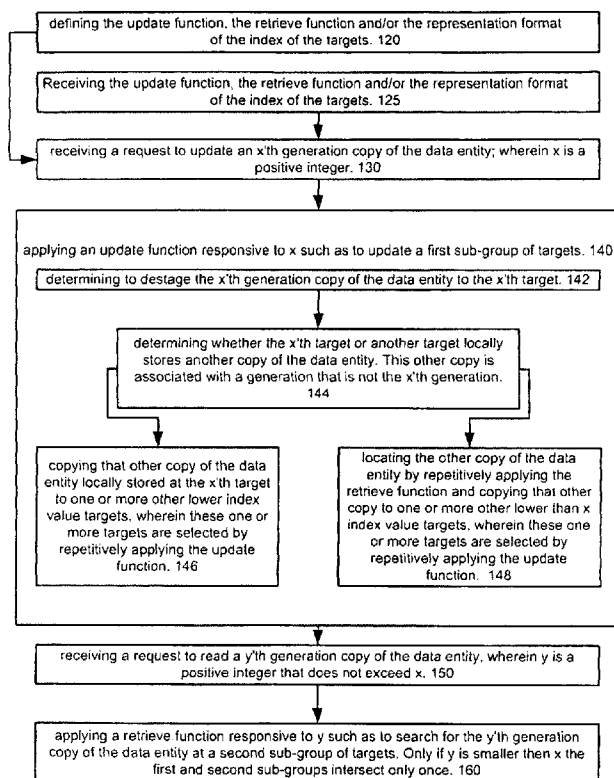 defining the update function, the retrieve function and/or the representation format
of the index of the targets. 120
Receiving the update function, the retrieve function and/or the representation format
of the index of the targets. 125
receiving a request to update an x'th generation copy of the data entity; wherein x is a
positive integer. 130
applying an update function responsive to x such as to update a first sub-group of targets. 140
determining to destage the x'th generation copy of the data entity to the x'th target. 142
determining whether the x'th target or another target locally
stores another copy of the data entity. This other copy is
associated with a generation that is not the x'th generation.
144
copying that other copy of the data
entity locally stored at the x'th target
to one or more other lower index
value targets, wherein these one or
more targets are selected by
repetitively applying the update
function. 146
locating the other copy of the data
entity by repetitively applying the
retrieve function and copying that other
copy to one or more other lower than x
index value targets, wherein these one
or more targets are selected by
repetitively applying the update
function. 148
receiving a request to read a y'th generation copy of the data entity, wherein y is a
positive integer that does not exceed x. 150
applying a retrieve function responsive to y such as to search for the y'th generation
copy of the data entity at a second sub-group of targets. Only if y is smaller then x the
first and second sub-groups intersect only once. 160